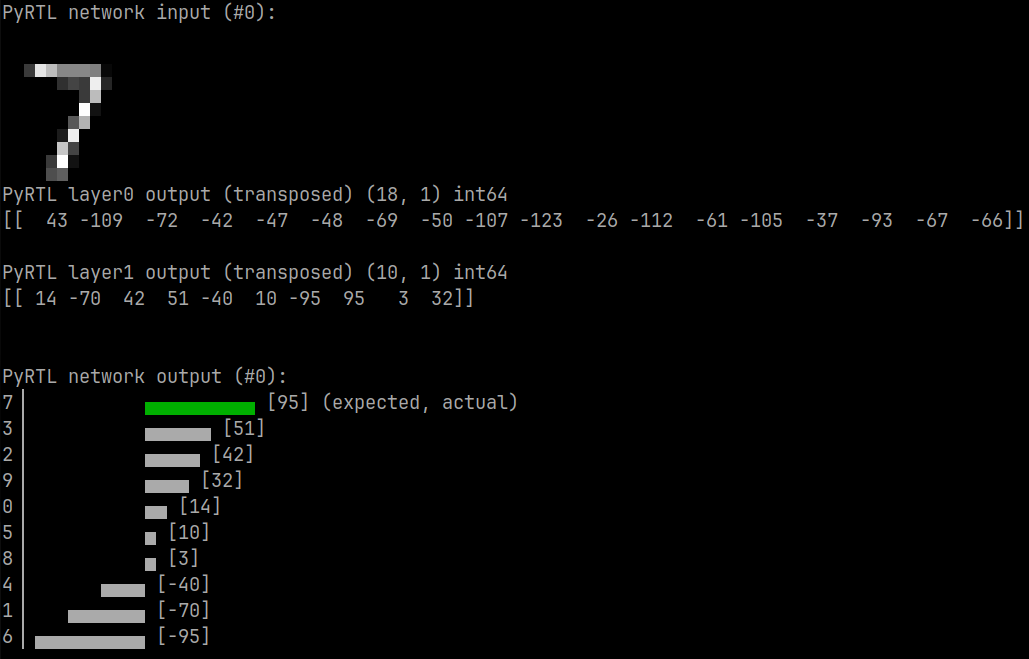 PyRTL network input (#0):
7
PyRTL layer0 output (transposed) (18, 1) int64
[[  43 -109  -72  -42  -47  -48  -69  -50 -107 -123  -26 -112  -61 -105  -37  -93  -67  -66]]
PyRTL layer1 output (transposed) (10, 1) int64
[[ 14 -70  42  51 -40  10 -95  95   3  32]]
PyRTL network output (#0):
7 [95] (expected, actual)
3 [51]
2 [42]
9 [32]
0 [14]
5 [10]
8 [3]
4 [-40]
1 [-70]
6 [-95]